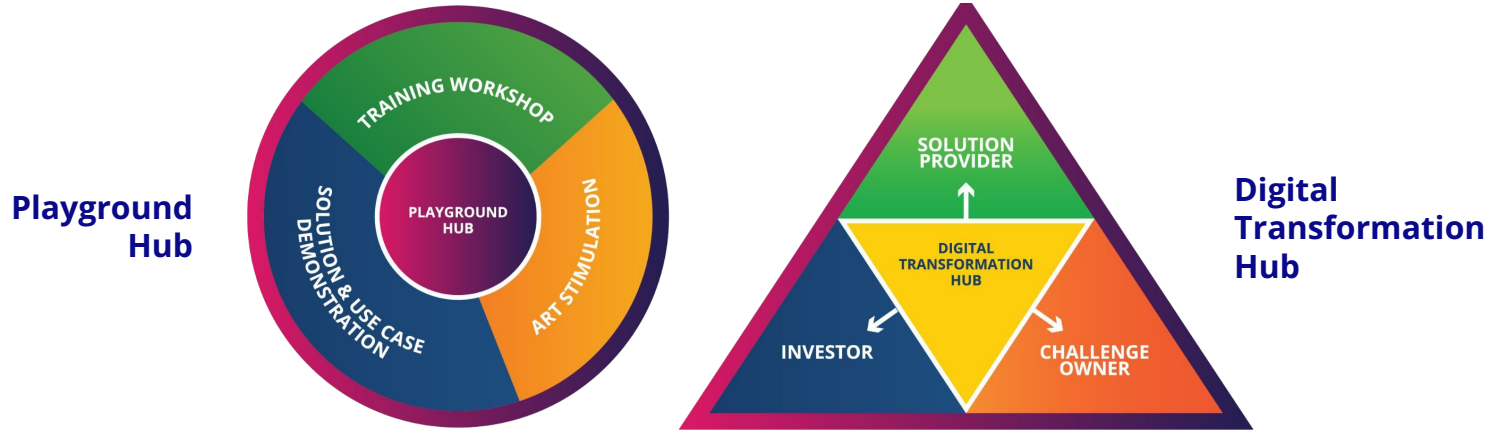 Playground
Hub
TRAINING WORKSHOP
SOLUTION & USE CASE
DEMONSTRATION
ART STIMULATION
PLAYGROUND
HUB
SOLUTION
PROVIDER
DIGITAL
TRANSFORMATION
HUB
INVESTOR
CHALLENGE
OWNER
Digital
Transformation
Hub